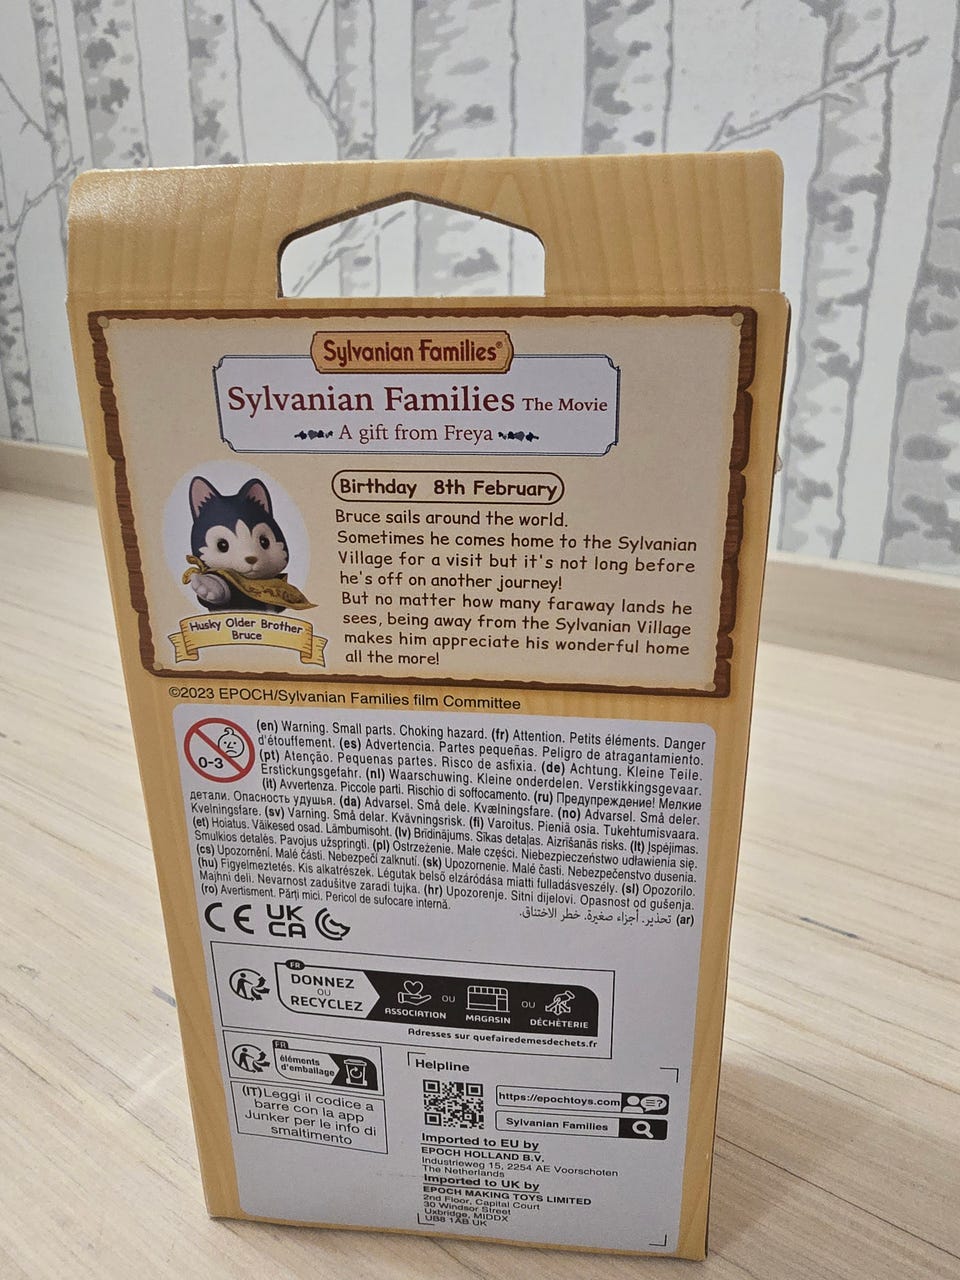 Sylvanian Families®
Sylvanian Families The Movie
A gift from Freya
Birthday 8th February
Bruce sails around the world.
Sometimes he comes home to the Sylvanian
Village for a visit but it's not long before
he's off on another journey!
But no matter how many faraway lands he
sees, being away from the Sylvanian Village
makes him appreciate his wonderful home
all the more!
Husky Older Brother
Bruce
©2023 EPOCH/Sylvanian Families film Committee
0-3
(en) Warning. Small parts. Choking hazard. (fr) Attention. Petits éléments. Danger
d'étouffement. (es) Advertencia. Partes pequeñas. Peligro de atragantamiento.
(pt) Atenção. Pequenas partes. Risco de asfixia. (de) Achtung. Kleine Teile.
Erstickungsgefahr. (nl) Waarschuwing. Kleine onderdelen. Verstikkingsgevaar.
(it) Avvertenza. Piccole parti. Rischio di soffocamento. (ru) Предупреждение! Мелкие
детали. Опасность удушья. (da) Advarsel. Små dele. Kvælningsfare. (no) Advarsel. Små deler.
Kvelningsfare. (sv) Varning. Små delar. Kvävningsrisk. (fi) Varoitus. Pieniä osia. Tukehtumisvaara.
(et) Hoiatus. Väikesed osad. Lämbumisoht. (lv) Brīdinājums. Sīkas detaļas. Aizrīšanās risks. (lt) Įspėjimas.
Smulkios detalės. Pavojus užspringti. (pl) Ostrzeżenie. Małe części. Niebezpieczeństwo udławienia się.
(cs) Upozornění. Malé části. Nebezpečí zalknutí. (sk) Upozornenie. Malé časti. Nebezpečenstvo dusenia.
(hu) Figyelmeztetés. Kis alkatrészek. Légutak belső elzáródása miatti fulladásveszély. (sl) Opozorilo.
Majhni deli. Nevarnost zadušitve zaradi tujka. (hr) Upozorenje. Sitni dijelovi. Opasnost od gušenja.
(ro) Avertisment. Părți mici. Pericol de sufocare internă.
(ar) تحذير. أجزاء صغيرة. خطر الاختناق.
CE UK
CA
FR
DONNEZ
OU
RECYCLEZ
ASSOCIATION OU MAGASIN OU DÉCHÈTERIE
Adresses sur quefairedemesdechets.fr
FR
éléments
d'emballage
(IT)Leggi il codice a
barre con la app
Junker per le info di
smaltimento
Helpline
https://epochtoys.com
Sylvanian Families
Imported to EU by
EPOCH HOLLAND B.V.
Industrieweg 15, 2254 AE Voorschoten
The Netherlands
Imported to UK by
EPOCH MAKING TOYS LIMITED
2nd Floor, Capital Court
30 Windsor Street
Uxbridge, MIDDX
UB8 1AB UK